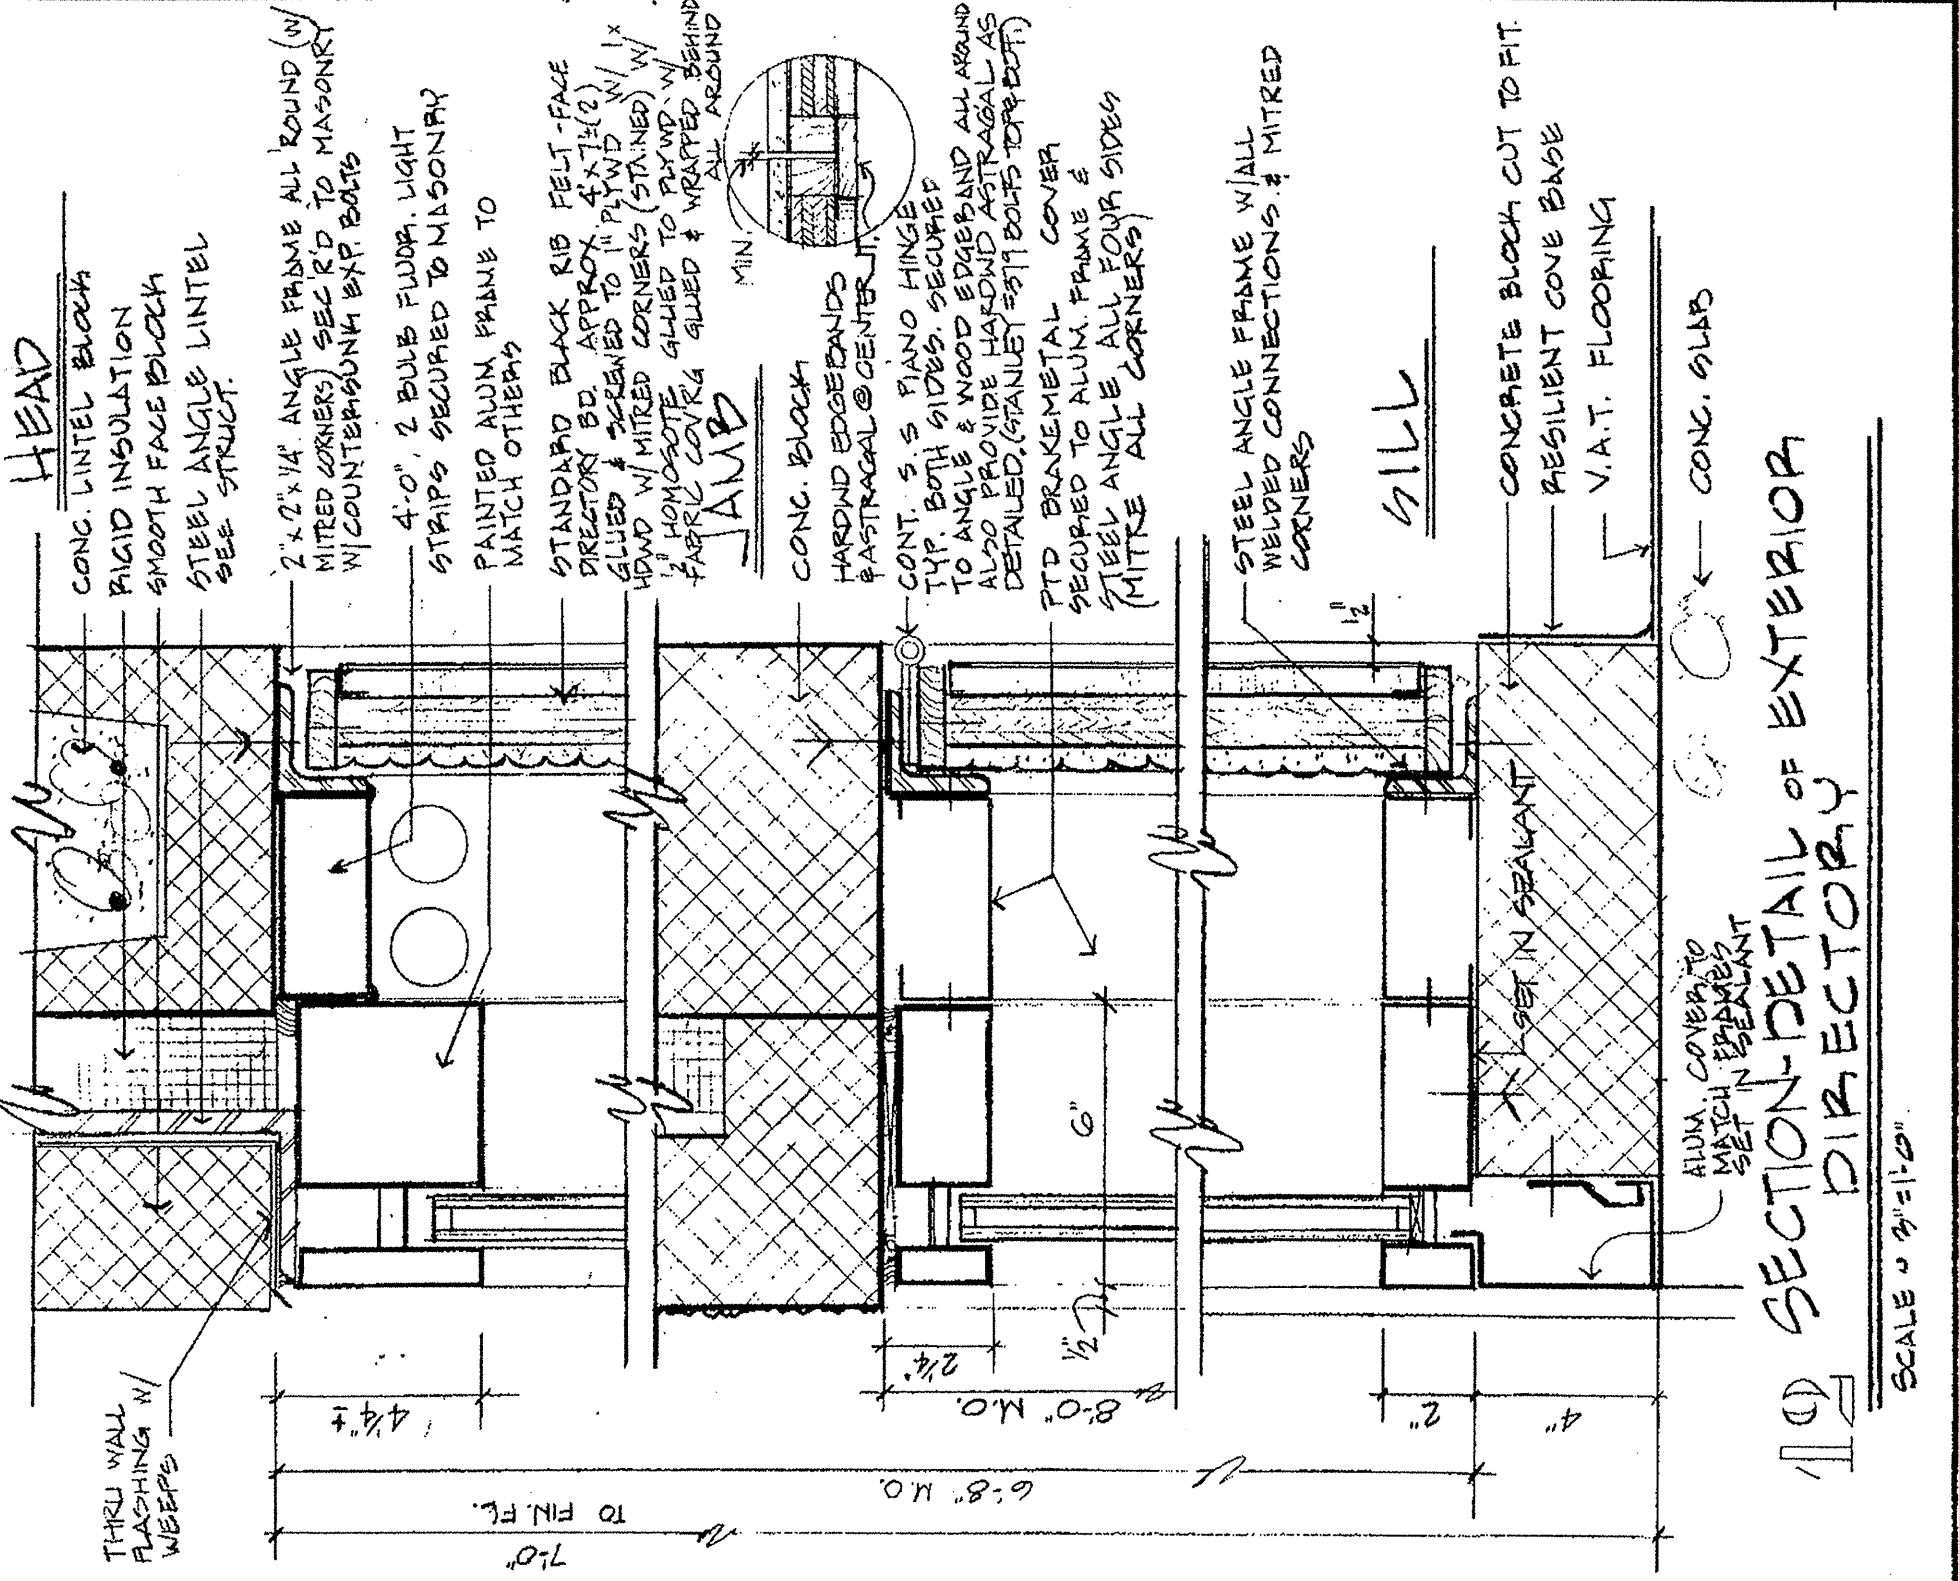 HEAD
CONC. LINTEL BLOCK
RIGID INSULATION
SMOOTH FACE BLOCK
STEEL ANGLE LINTEL
SEE STRUCT.
2"x2"x1/4" ANGLE FRAME ALL ROUND (W/
MITRED CORNERS) SEC'R'D TO MASONRY
W/COUNTERSUNK EXP. BOLTS
4'-0", 2 BULB FLUOR. LIGHT
STRIPS SECURED TO MASONRY
PAINTED ALUM FRAME TO
MATCH OTHERS
STANDARD BLACK RIB FELT-FACE
DIRECTORY BD. APPROX. 4'x7'±(2)
GLUED & SCREWED TO 1" PLYWD W/ 1x
HDWD W/ MITRED CORNERS (STAINED) W/
1/2" HOMOSOTE GLUED TO PLYWD. W/
FABRIC COV'R'G GLUED & WRAPPED BEHIND
ALL AROUND
JAMB
MIN.
CONC. BLOCK
HARDWD EDGEBANDS
& ASTRAGAL @ CENTER JT.
CONT. S.S PIANO HINGE
TYP. BOTH SIDES. SECURED
TO ANGLE & WOOD EDGEBAND ALL AROUND
ALSO PROVIDE HARDWD ASTRAGAL AS
DETAILED. (STANLEY #379 BOLTS TOP & BOT.)
PTD BRAKEMETAL COVER
SECURED TO ALUM. FRAME &
STEEL ANGLE ALL FOUR SIDES
(MITRE ALL CORNERS)
STEEL ANGLE FRAME W/ALL
WELDED CONNECTIONS. & MITRED
CORNERS
1/2"
SILL
CONCRETE BLOCK CUT TO FIT.
RESILIENT COVE BASE
V.A.T. FLOORING
CONC. SLAB
SET IN SEALANT
ALUM. COVER TO
MATCH FRAMES
SET IN SEALANT
THRU WALL
FLASHING W/
WEEPS
4 1/4" ±
2 1/4"
1/2"
6"
8'-0" M.O.
2"
4"
6'-8" M.O.
7'-0"
TO FIN. FL.
19 SECTION-DETAIL OF EXTERIOR
DIRECTORY
SCALE 3"=1'-0"